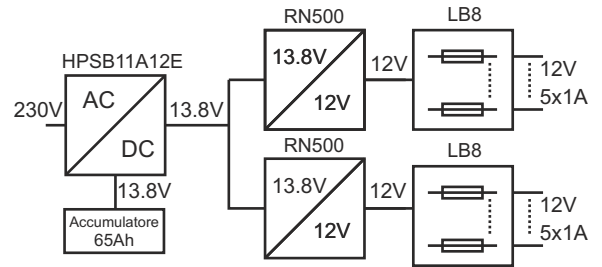 RN500
LB8
HPSB11A12E
13.8V
12V
12V
12V
5x1A
230V
AC
DC
13.8V
13.8V
Accumulatore
65Ah
RN500
LB8
13.8V
12V
12V
12V
5x1A